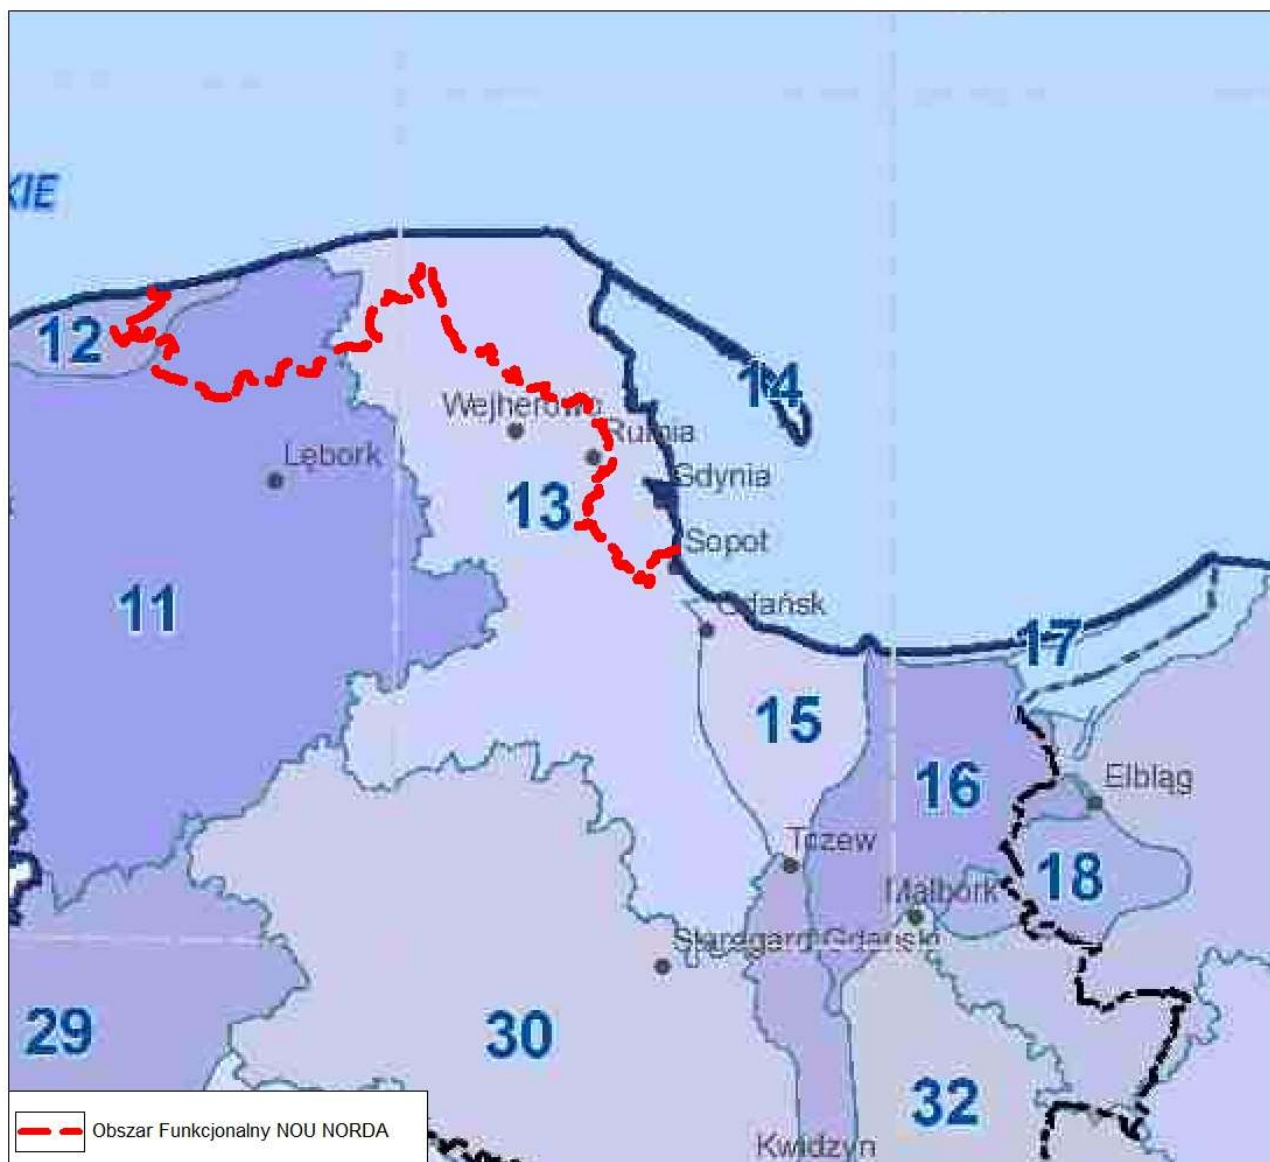 KIE
12
14
Wejherowo
Rumia
Lębork
Gdynia
13
Sopot
11
Gdańsk
17
15
16
Elbląg
Tczew
18
Malbork
Starogard Gdański
29
30
32
Obszar Funkcjonalny NOU NORDA
Kwidzyn